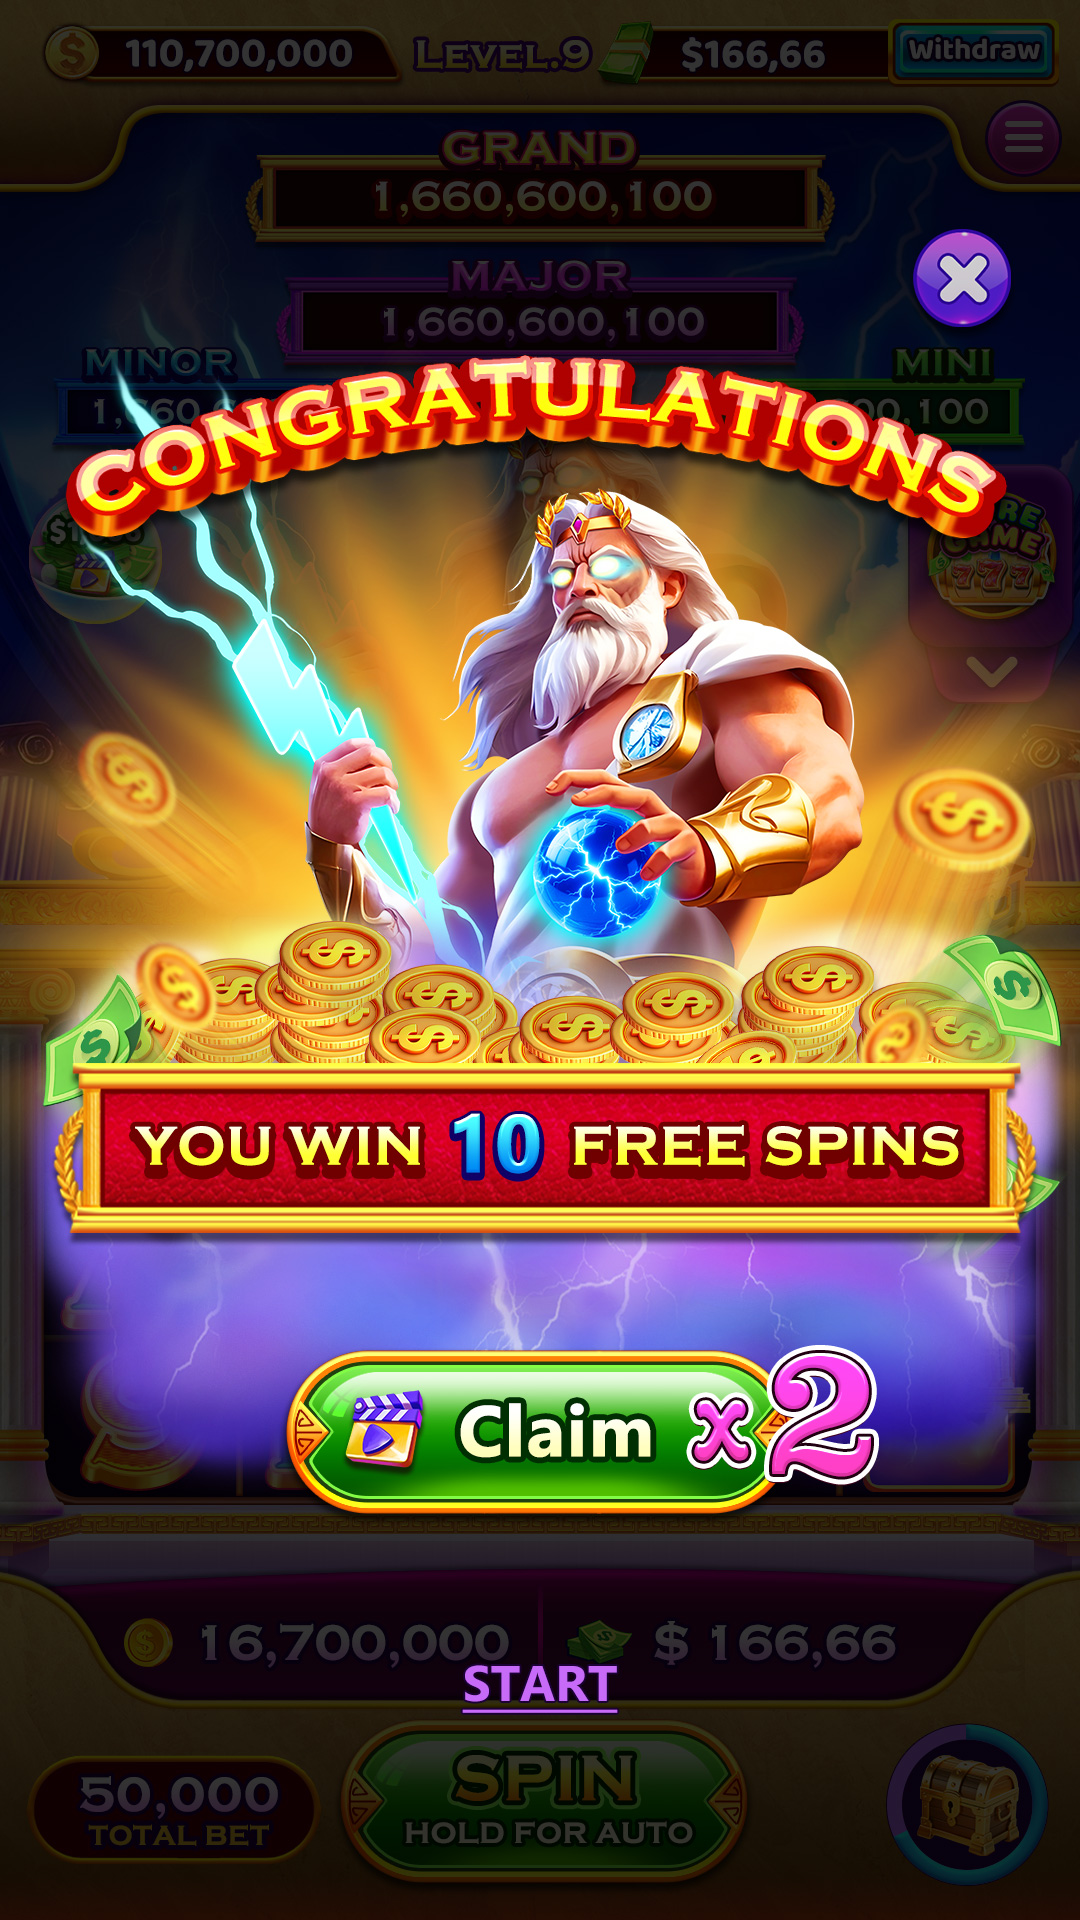 110,700,000 LEVEL.9 $166,66 Withdraw
GRAND
1,660,600,100
MAJOR
1,660,600,100
MINOR
MINI
CONGRATULATIONS
GAME
777
YOU WIN 10 FREE SPINS
Claim x2
16,700,000 $ 166,66
START
50,000
TOTAL BET
SPIN
HOLD FOR AUTO